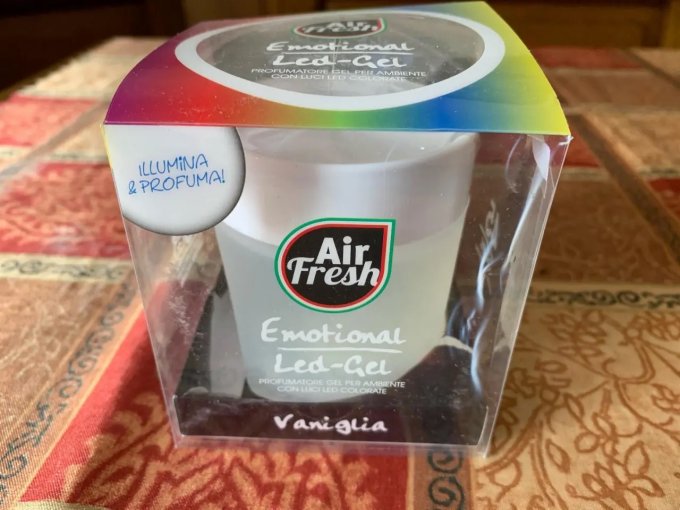 Air
Fresh
Emotional
Led-Gel
PROFUMATORE GEL PER AMBIENTE
CON LUCI LED COLORATE
ILLUMINA
& PROFUMA!
Air
Fresh
Emotional
Led-Gel
PROFUMATORE GEL PER AMBIENTE
CON LUCI LED COLORATE
Vaniglia